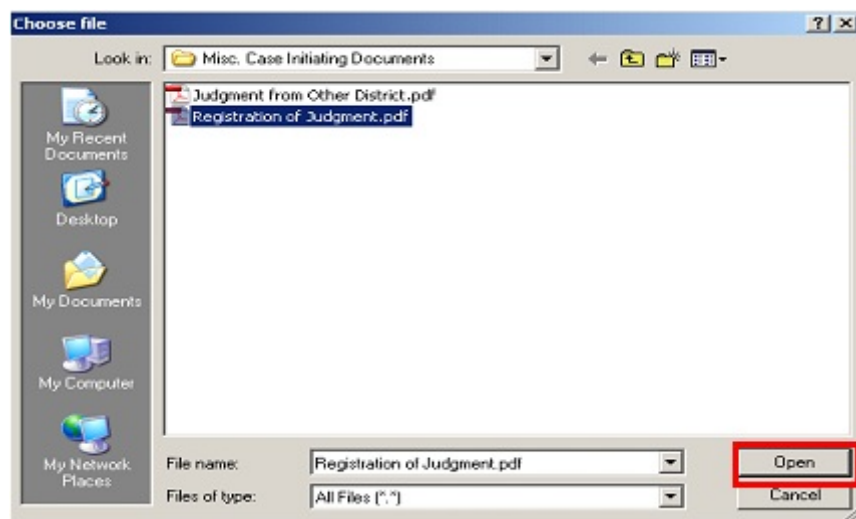 Choose file
Look in: Misc. Case Initiating Documents
Judgment from Other District.pdf
Registration of Judgment.pdf
My Recent
Documents
Desktop
My Documents
My Computer
My Network
Places
File name: Registration of Judgment.pdf Open
Files of type: All Files (*.*) Cancel